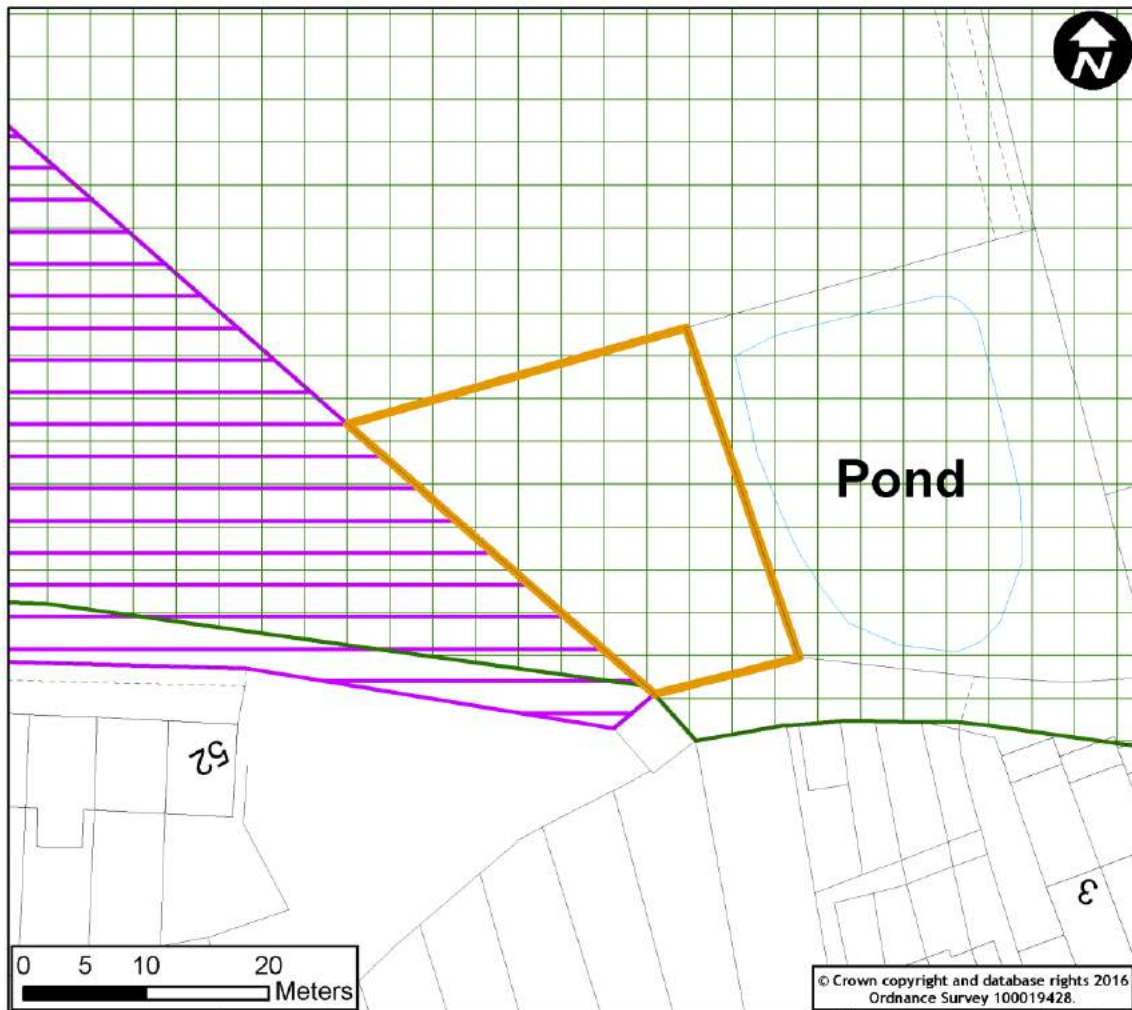 N
Pond
52
3
0 5 10 20
Meters
© Crown copyright and database rights 2016
Ordnance Survey 100019428.